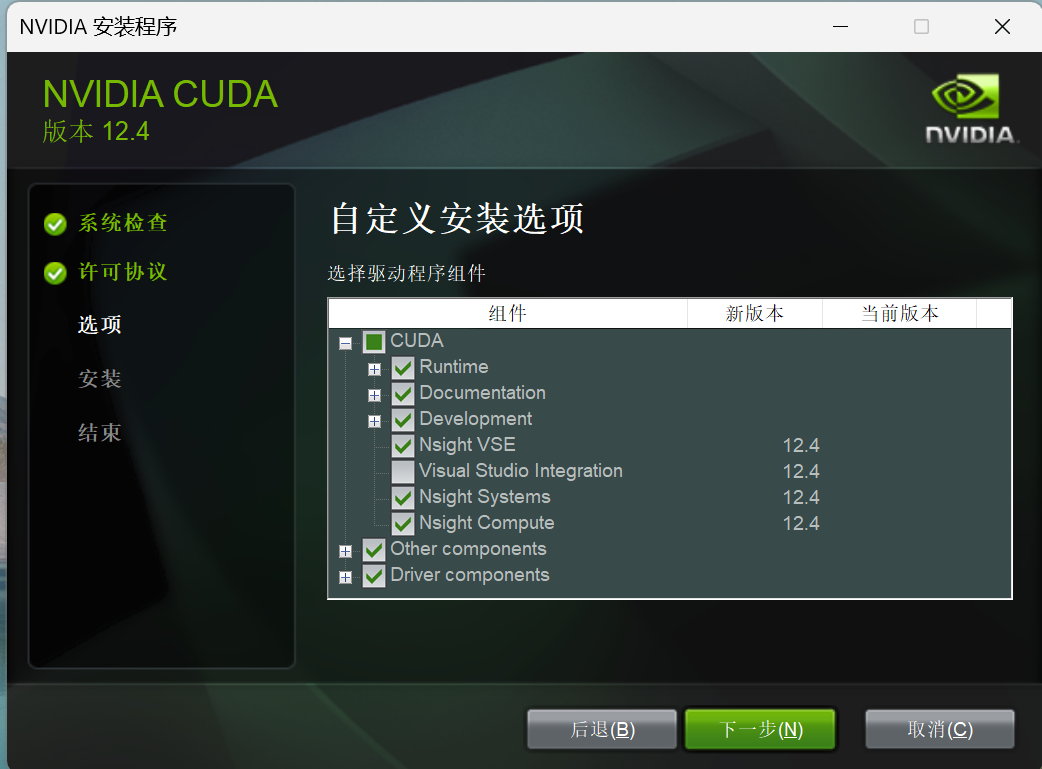 NVIDIA 安装程序
NVIDIA CUDA
版本 12.4
NVIDIA.
系统检查
许可协议
选项
安装
结束
自定义安装选项
选择驱动程序组件
组件 新版本 当前版本
CUDA
Runtime
Documentation
Development
Nsight VSE 12.4
Visual Studio Integration 12.4
Nsight Systems 12.4
Nsight Compute 12.4
Other components
Driver components
后退(B) 下一步(N) 取消(C)